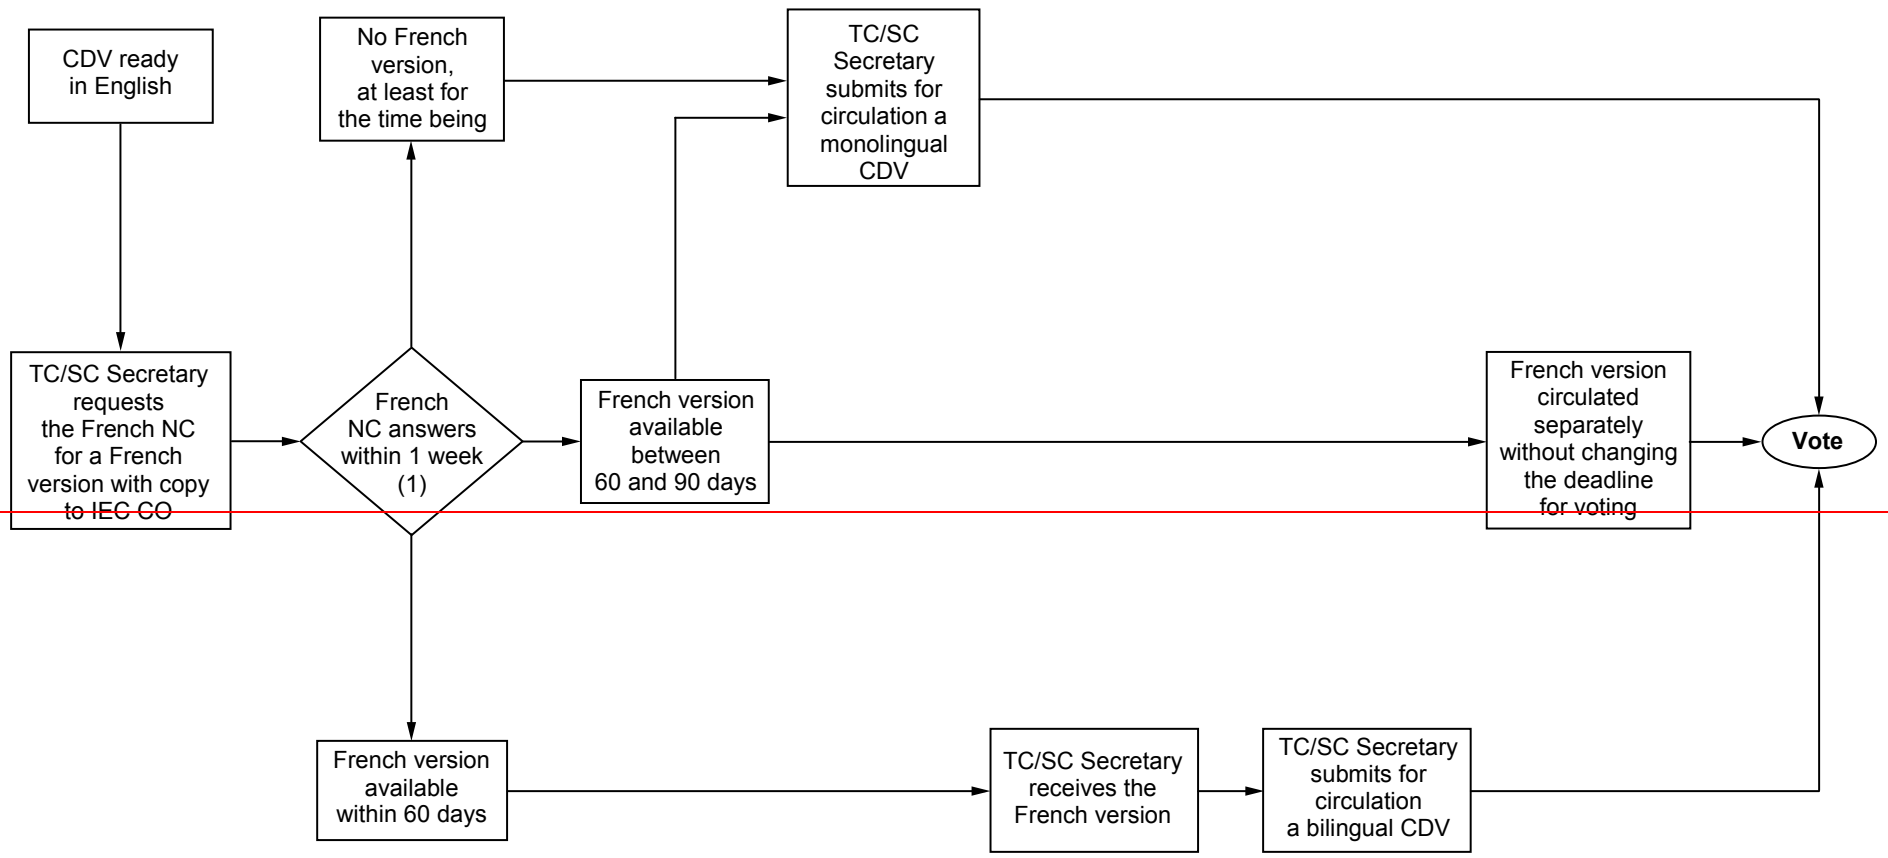 CDV ready
in English
No French
version,
at least for
the time being
TC/SC
Secretary
submits for
circulation a
monolingual
CDV
TC/SC Secretary
requests
the French NC
for a French
version with copy
to IEC CO
French
NC answers
within 1 week
(1)
French version
available
between
60 and 90 days
French version
circulated
separately
without changing
the deadline
for voting
Vote
French version
available
within 60 days
TC/SC Secretary
receives the
French version
TC/SC Secretary
submits for
circulation
a bilingual CDV